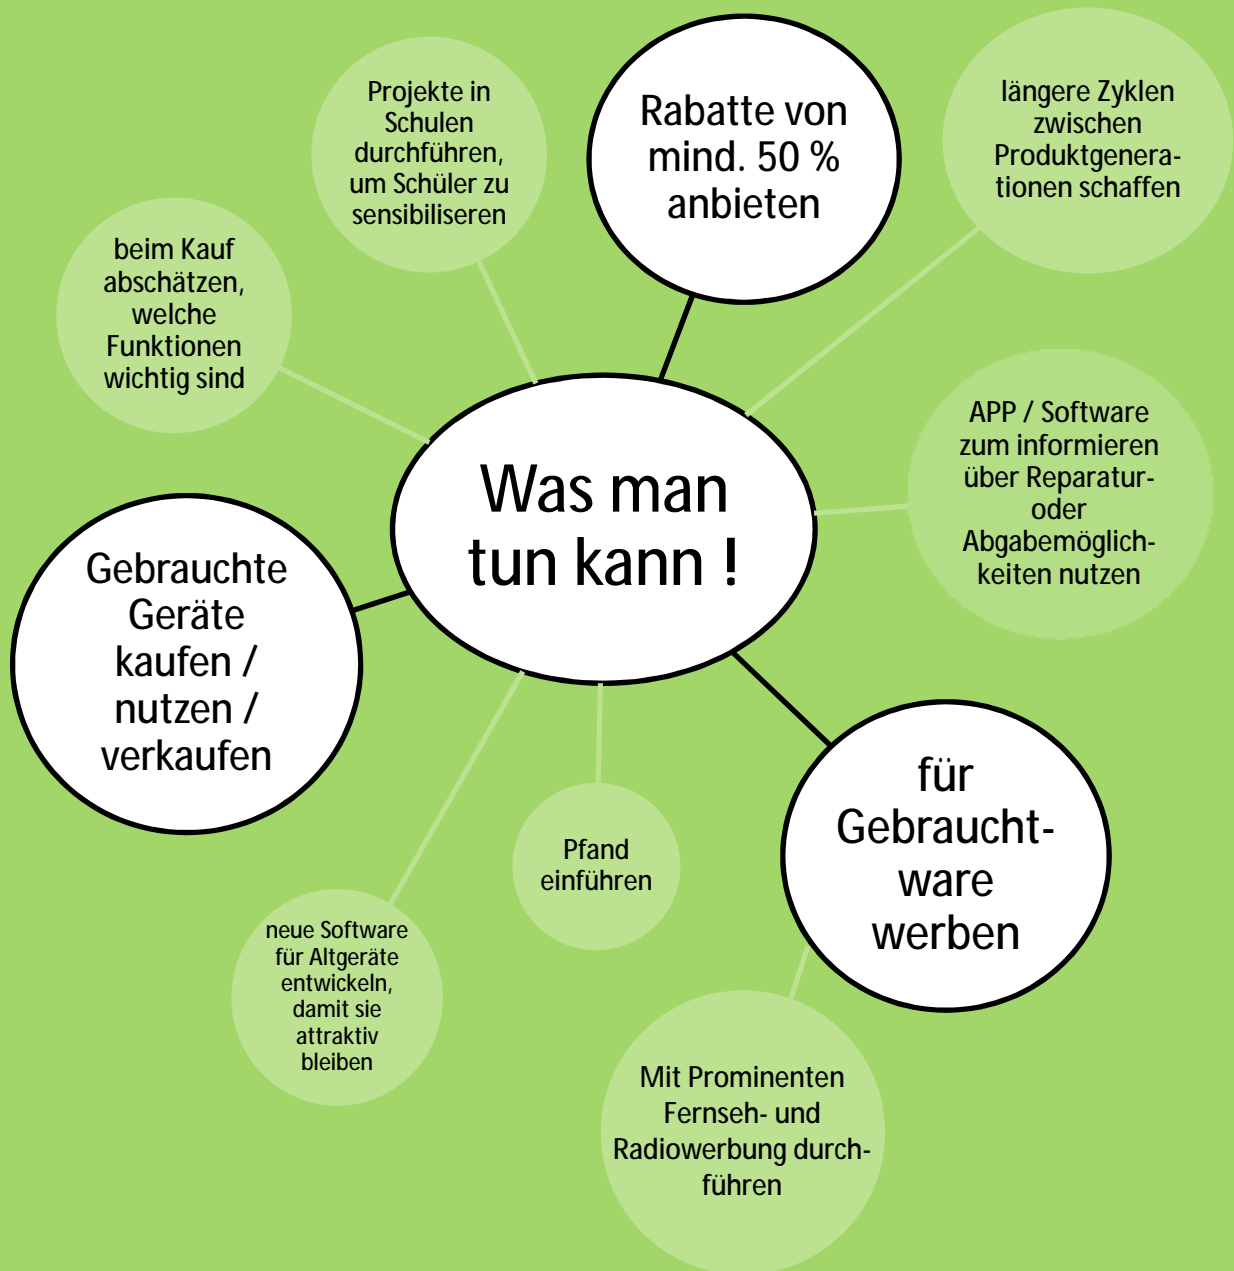 Projekte in
Schulen
durchführen,
um Schüler zu
sensibiliseren
Rabatte von
mind. 50 %
anbieten
längere Zyklen
zwischen
Produktgenera-
tionen schaffen
beim Kauf
abschätzen,
welche
Funktionen
wichtig sind
APP / Software
zum informieren
über Reparatur-
oder
Abgabemöglich-
keiten nutzen
Was man
tun kann !
Gebrauchte
Geräte
kaufen /
nutzen /
verkaufen
für
Gebraucht-
ware
werben
Pfand
einführen
neue Software
für Altgeräte
entwickeln,
damit sie
attraktiv
bleiben
Mit Prominenten
Fernseh- und
Radiowerbung durch-
führen